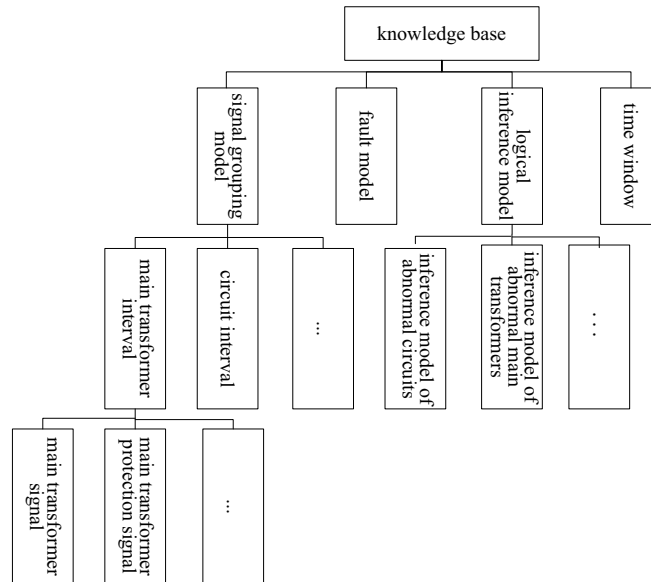 knowledge base
signal grouping
model
fault model
logical
inference model
time window
main transformer
interval
circuit interval
...
inference model of
abnormal circuits
inference model of
abnormal main
transformers
. . .
main transformer
signal
main transformer
protection signal
...